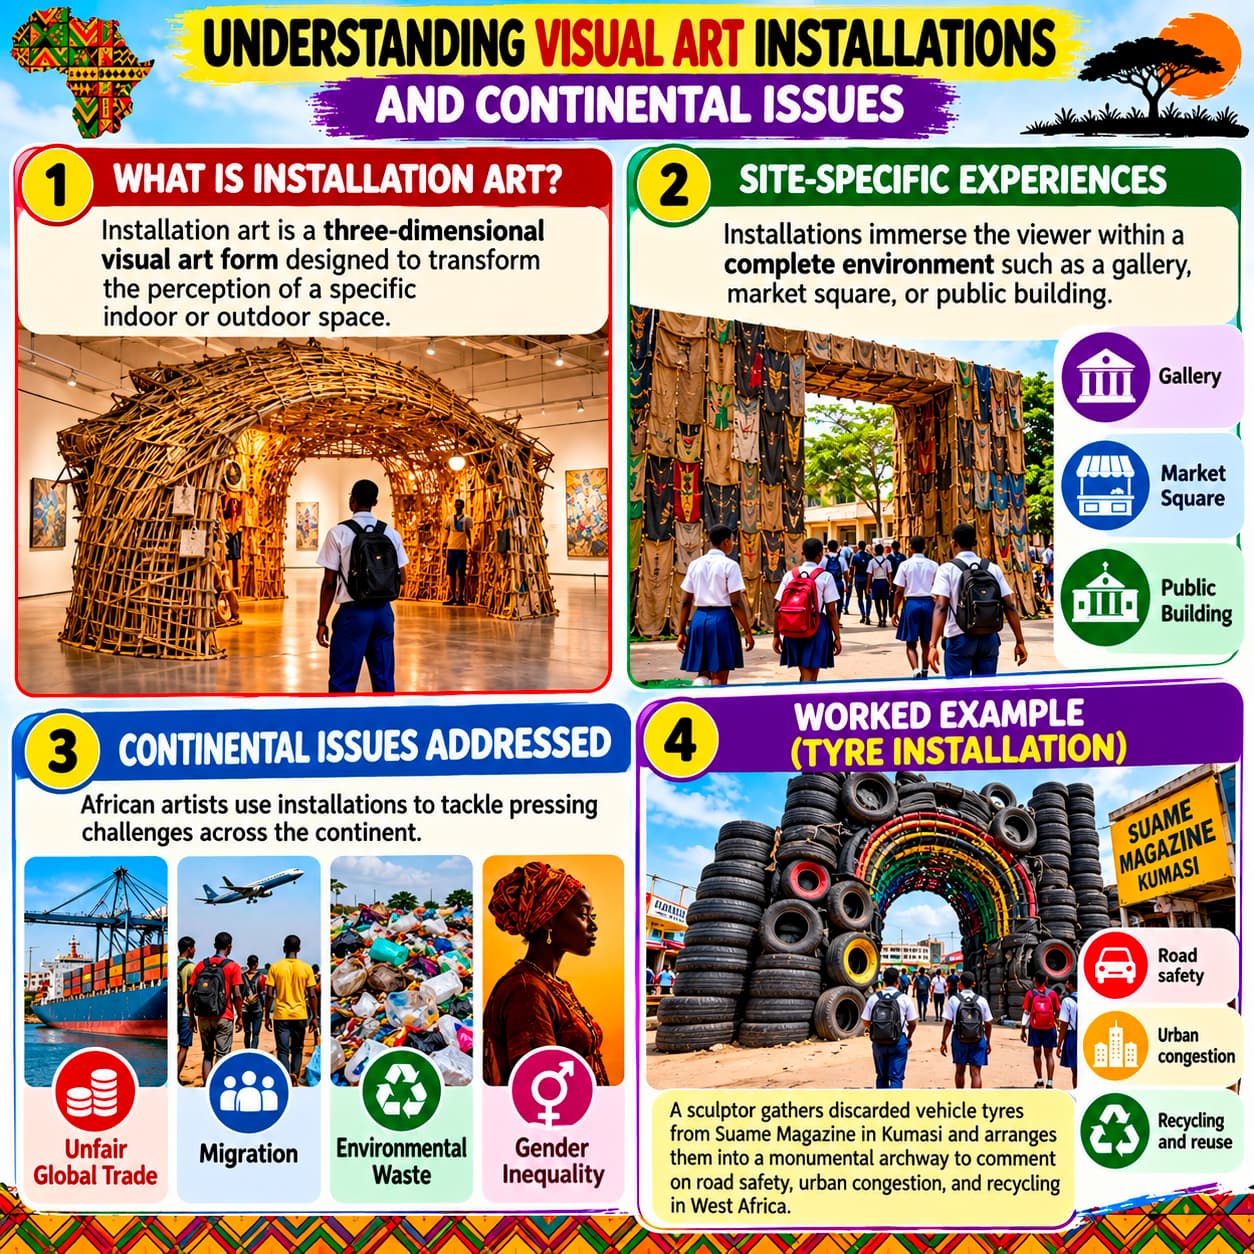 UNDERSTANDING VISUAL ART INSTALLATIONS
AND CONTINENTAL ISSUES
1
WHAT IS INSTALLATION ART?
Installation art is a three-dimensional
visual art form designed to transform
the perception of a specific
indoor or outdoor space.
2
SITE-SPECIFIC EXPERIENCES
Installations immerse the viewer within a
complete environment such as a gallery,
market square, or public building.
Gallery
Market
Square
Public
Building
3
CONTINENTAL ISSUES ADDRESSED
African artists use installations to tackle pressing
challenges across the continent.
Unfair
Global Trade
Migration
Environmental
Waste
Gender
Inequality
4
WORKED EXAMPLE
(TYRE INSTALLATION)
SUAME
MAGAZINE
KUMASI
Road
safety
Urban
congestion
Recycling
and reuse
A sculptor gathers discarded vehicle tyres
from Suame Magazine in Kumasi and arranges
them into a monumental archway to comment
on road safety, urban congestion, and recycling
in West Africa.